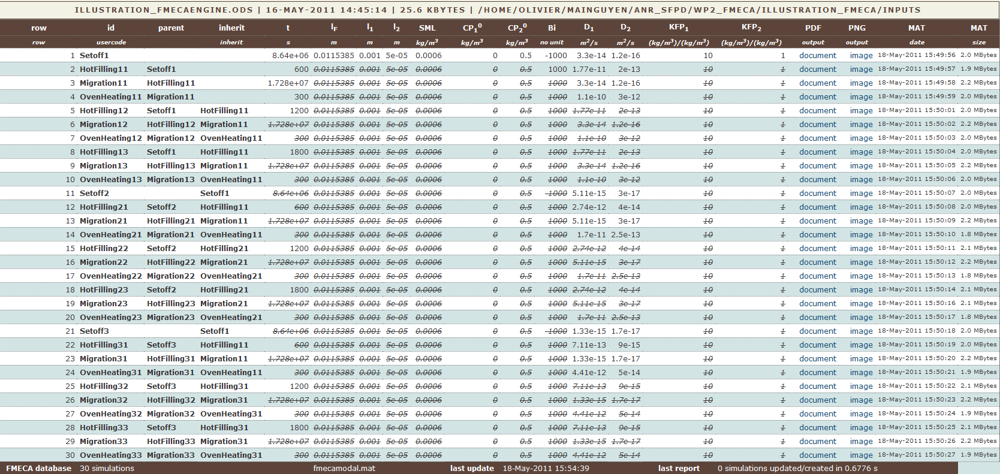 ILLUSTRATION_FMECAENGINE.ODS | 16-MAY-2011 14:45:14 | 25.6 KBYTES | /HOME/OLIVIER/MAINGUYEN/ANR_SFPD/WP2_FMECA/ILLUSTRATION_FMECA/INPUTS
row id parent inherit t lF l1 l2 SML CP1^0 CP2^0 Bi D1 D2 KFP1 KFP2 PDF PNG MAT MAT
row usercode inherit s m m m kg/m^3 kg/m^3 kg/m^3 no unit m^2/s m^2/s (kg/m^3)/(kg/m^3) (kg/m^3)/(kg/m^3) output output date size
1 Setoff1 8.64e+06 0.0115385 0.001 5e-05 0.0006 0 0.5 -1000 3.3e-14 1.2e-16 10 1 document image 18-May-2011 15:49:56 2.0 MBytes
2 HotFilling11 Setoff1 600 0.0115385 0.001 5e-05 0.0006 0 0.5 1000 1.77e-11 2e-13 10 1 document image 18-May-2011 15:49:57 1.9 MBytes
3 Migration11 HotFilling11 1.728e+07 0.0115385 0.001 5e-05 0.0006 0 0.5 1000 3.3e-14 1.2e-16 10 1 document image 18-May-2011 15:49:58 2.2 MBytes
4 OvenHeating11 Migration11 300 0.0115385 0.001 5e-05 0.0006 0 0.5 1000 1.1e-10 3e-12 10 1 document image 18-May-2011 15:49:59 2.0 MBytes
5 HotFilling12 Setoff1 HotFilling11 1200 0.0115385 0.001 5e-05 0.0006 0 0.5 1000 1.77e-11 2e-13 10 1 document image 18-May-2011 15:50:01 2.0 MBytes
6 Migration12 HotFilling12 Migration11 1.728e+07 0.0115385 0.001 5e-05 0.0006 0 0.5 1000 3.3e-14 1.2e-16 10 1 document image 18-May-2011 15:50:02 2.2 MBytes
7 OvenHeating12 Migration12 OvenHeating11 300 0.0115385 0.001 5e-05 0.0006 0 0.5 1000 1.1e-10 3e-12 10 1 document image 18-May-2011 15:50:03 2.0 MBytes
8 HotFilling13 Setoff1 HotFilling11 1800 0.0115385 0.001 5e-05 0.0006 0 0.5 1000 1.77e-11 2e-13 10 1 document image 18-May-2011 15:50:04 2.0 MBytes
9 Migration13 HotFilling13 Migration11 1.728e+07 0.0115385 0.001 5e-05 0.0006 0 0.5 1000 3.3e-14 1.2e-16 10 1 document image 18-May-2011 15:50:05 2.2 MBytes
10 OvenHeating13 Migration13 OvenHeating11 300 0.0115385 0.001 5e-05 0.0006 0 0.5 1000 1.1e-10 3e-12 10 1 document image 18-May-2011 15:50:06 2.0 MBytes
11 Setoff2 Setoff1 8.64e+06 0.0115385 0.001 5e-05 0.0006 0 0.5 -1000 5.11e-15 3e-17 10 1 document image 18-May-2011 15:50:07 2.0 MBytes
12 HotFilling21 Setoff2 HotFilling11 600 0.0115385 0.001 5e-05 0.0006 0 0.5 1000 2.74e-12 4e-14 10 1 document image 18-May-2011 15:50:08 2.0 MBytes
13 Migration21 HotFilling21 Migration11 1.728e+07 0.0115385 0.001 5e-05 0.0006 0 0.5 1000 5.11e-15 3e-17 10 1 document image 18-May-2011 15:50:09 2.2 MBytes
14 OvenHeating21 Migration21 OvenHeating11 300 0.0115385 0.001 5e-05 0.0006 0 0.5 1000 1.7e-11 2.5e-13 10 1 document image 18-May-2011 15:50:10 1.8 MBytes
15 HotFilling22 Setoff2 HotFilling21 1200 0.0115385 0.001 5e-05 0.0006 0 0.5 1000 2.74e-12 4e-14 10 1 document image 18-May-2011 15:50:11 2.1 MBytes
16 Migration22 HotFilling22 Migration21 1.728e+07 0.0115385 0.001 5e-05 0.0006 0 0.5 1000 5.11e-15 3e-17 10 1 document image 18-May-2011 15:50:12 2.2 MBytes
17 OvenHeating22 Migration22 OvenHeating21 300 0.0115385 0.001 5e-05 0.0006 0 0.5 1000 1.7e-11 2.5e-13 10 1 document image 18-May-2011 15:50:13 1.8 MBytes
18 HotFilling23 Setoff2 HotFilling21 1800 0.0115385 0.001 5e-05 0.0006 0 0.5 1000 2.74e-12 4e-14 10 1 document image 18-May-2011 15:50:14 2.1 MBytes
19 Migration23 HotFilling23 Migration21 1.728e+07 0.0115385 0.001 5e-05 0.0006 0 0.5 1000 5.11e-15 3e-17 10 1 document image 18-May-2011 15:50:16 2.1 MBytes
20 OvenHeating23 Migration23 OvenHeating21 300 0.0115385 0.001 5e-05 0.0006 0 0.5 1000 1.7e-11 2.5e-13 10 1 document image 18-May-2011 15:50:17 1.8 MBytes
21 Setoff3 Setoff1 8.64e+06 0.0115385 0.001 5e-05 0.0006 0 0.5 -1000 1.33e-15 1.7e-17 10 1 document image 18-May-2011 15:50:18 2.0 MBytes
22 HotFilling31 Setoff3 HotFilling11 600 0.0115385 0.001 5e-05 0.0006 0 0.5 1000 7.11e-13 9e-15 10 1 document image 18-May-2011 15:50:19 2.0 MBytes
23 Migration31 HotFilling31 Migration11 1.728e+07 0.0115385 0.001 5e-05 0.0006 0 0.5 1000 1.33e-15 1.7e-17 10 1 document image 18-May-2011 15:50:20 2.2 MBytes
24 OvenHeating31 Migration31 OvenHeating11 300 0.0115385 0.001 5e-05 0.0006 0 0.5 1000 4.41e-12 5e-14 10 1 document image 18-May-2011 15:50:21 1.9 MBytes
25 HotFilling32 Setoff3 HotFilling31 1200 0.0115385 0.001 5e-05 0.0006 0 0.5 1000 7.11e-13 9e-15 10 1 document image 18-May-2011 15:50:22 2.1 MBytes
26 Migration32 HotFilling32 Migration31 1.728e+07 0.0115385 0.001 5e-05 0.0006 0 0.5 1000 1.33e-15 1.7e-17 10 1 document image 18-May-2011 15:50:23 2.2 MBytes
27 OvenHeating32 Migration32 OvenHeating31 300 0.0115385 0.001 5e-05 0.0006 0 0.5 1000 4.41e-12 5e-14 10 1 document image 18-May-2011 15:50:24 1.9 MBytes
28 HotFilling33 Setoff3 HotFilling31 1800 0.0115385 0.001 5e-05 0.0006 0 0.5 1000 7.11e-13 9e-15 10 1 document image 18-May-2011 15:50:25 2.1 MBytes
29 Migration33 HotFilling33 Migration31 1.728e+07 0.0115385 0.001 5e-05 0.0006 0 0.5 1000 1.33e-15 1.7e-17 10 1 document image 18-May-2011 15:50:26 2.2 MBytes
30 OvenHeating33 Migration33 OvenHeating31 300 0.0115385 0.001 5e-05 0.0006 0 0.5 1000 4.41e-12 5e-14 10 1 document image 18-May-2011 15:50:27 1.9 MBytes
FMECA database 30 simulations fmecamodal.mat last update 18-May-2011 15:54:39 last report 0 simulations updated/created in 0.6776 s